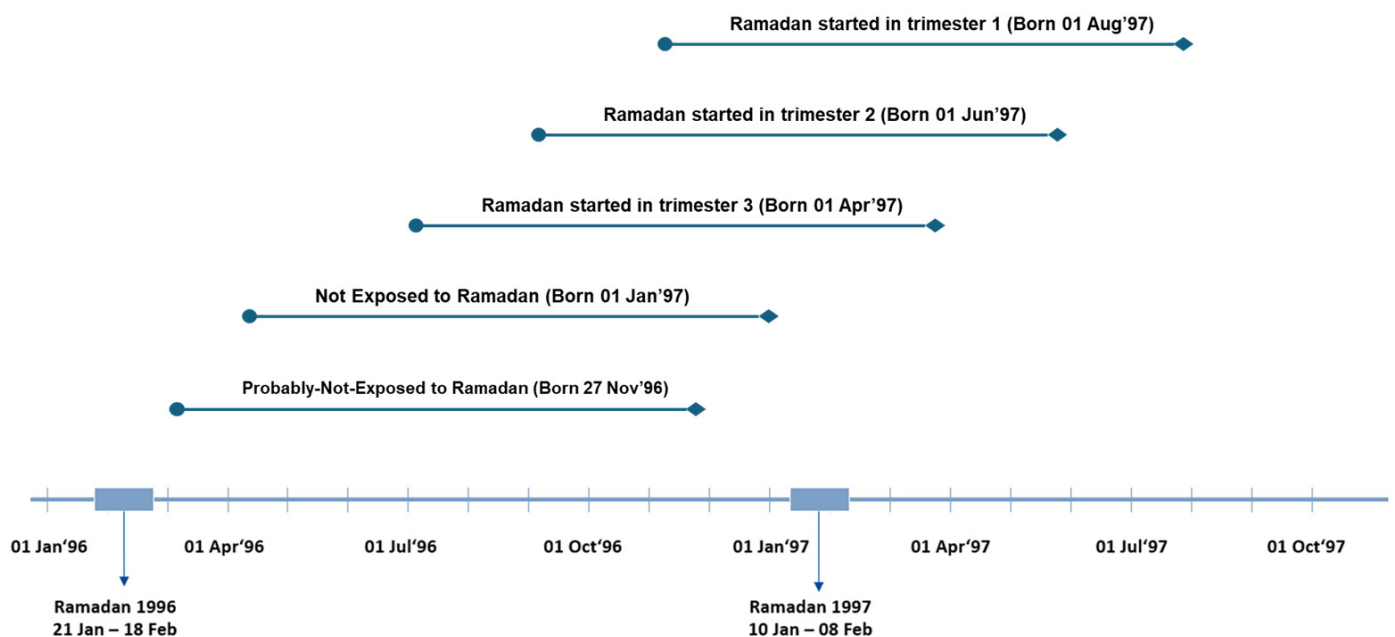 Ramadan started in trimester 1 (Born 01 Aug’97)
Ramadan started in trimester 2 (Born 01 Jun’97)
Ramadan started in trimester 3 (Born 01 Apr’97)
Not Exposed to Ramadan (Born 01 Jan’97)
Probably-Not-Exposed to Ramadan (Born 27 Nov’96)
01 Jan‘96 01 Apr‘96 01 Jul‘96 01 Oct‘96 01 Jan‘97 01 Apr‘97 01 Jul‘97 01 Oct‘97
Ramadan 1996
21 Jan – 18 Feb
Ramadan 1997
10 Jan – 08 Feb